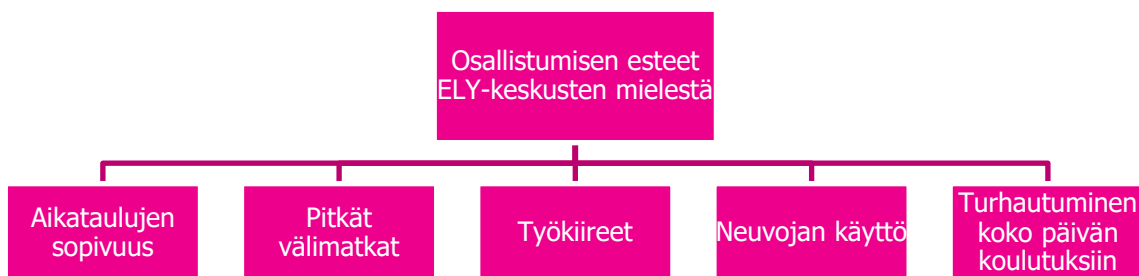 Osallistumisen esteet
ELY-keskusten mielestä
Aikataulujen
sopivuus
Pitkät
välimatkat
Työkiireet
Neuvojan käyttö
Turhautuminen
koko päivän
koulutuksiin